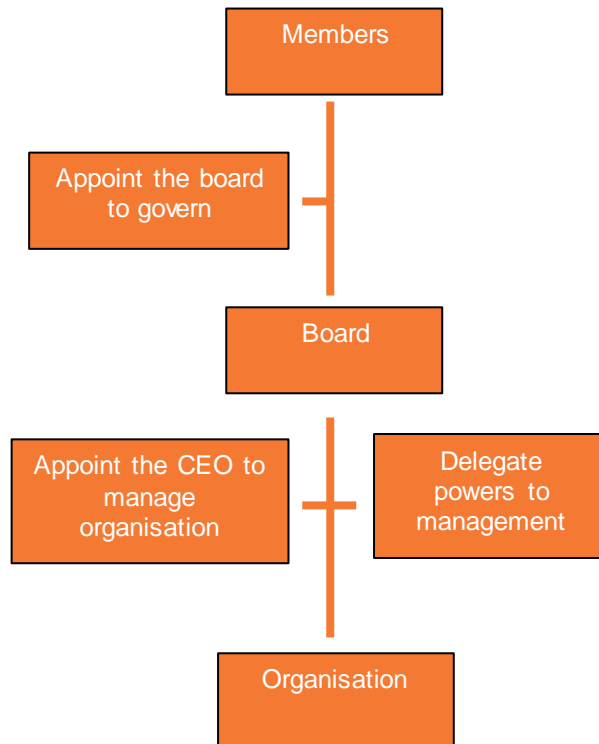 Members
Appoint the board
to govern
Board
Appoint the CEO to
manage
organisation
Delegate
powers to
management
Organisation